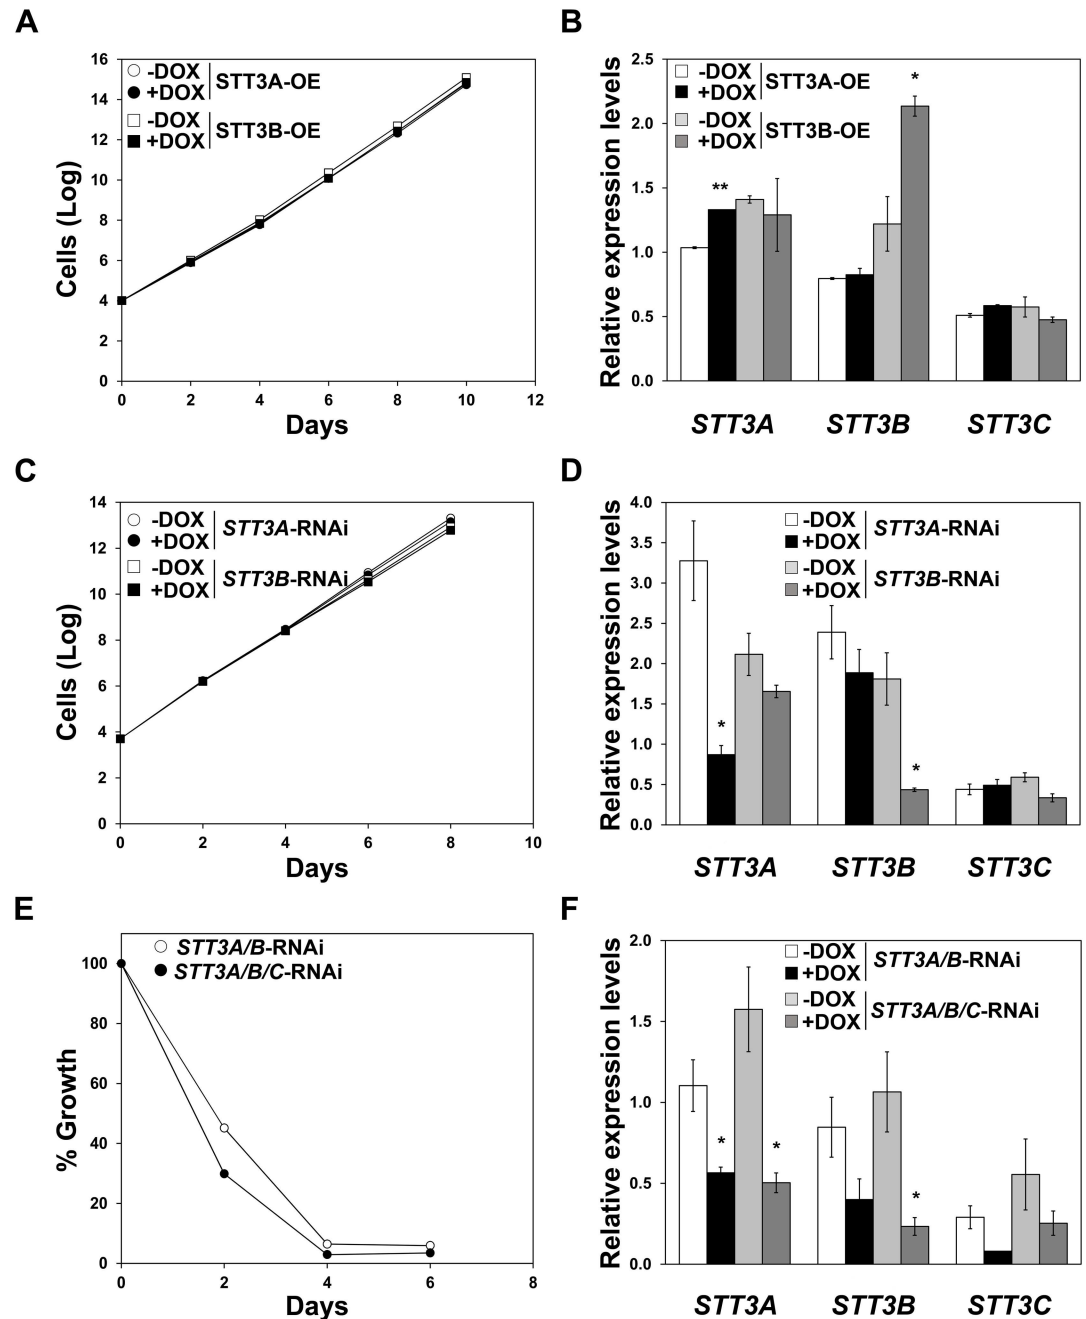 A
-DOX
+DOX
STT3A-OE
-DOX
+DOX
STT3B-OE
Cells (Log)
16
14
12
10
8
6
4
2
0
0 2 4 6 8 10 12
Days
B
-DOX
+DOX
STT3A-OE
-DOX
+DOX
STT3B-OE
Relative expression levels
2.5
2.0
1.5
1.0
0.5
0.0
**
*
STT3A STT3B STT3C
C
-DOX
+DOX
STT3A-RNAi
-DOX
+DOX
STT3B-RNAi
Cells (Log)
14
12
10
8
6
4
2
0
0 2 4 6 8 10
Days
D
-DOX
+DOX
STT3A-RNAi
-DOX
+DOX
STT3B-RNAi
Relative expression levels
4.0
3.5
3.0
2.5
2.0
1.5
1.0
0.5
0.0
*
*
STT3A STT3B STT3C
E
STT3A/B-RNAi
STT3A/B/C-RNAi
% Growth
100
80
60
40
20
0
0 2 4 6 8
Days
F
-DOX
+DOX
STT3A/B-RNAi
-DOX
+DOX
STT3A/B/C-RNAi
Relative expression levels
2.0
1.5
1.0
0.5
0.0
*
*
*
STT3A STT3B STT3C